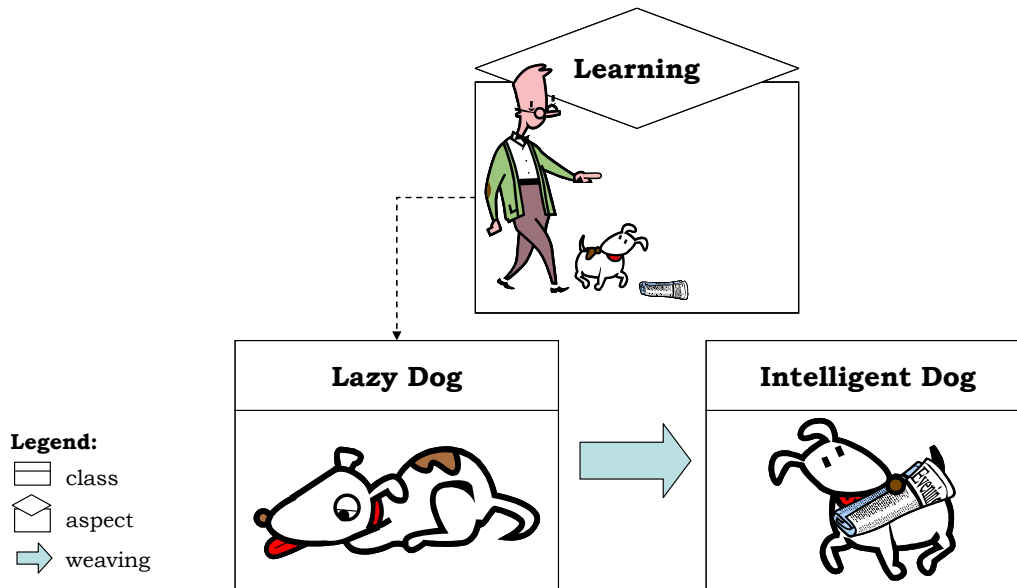 Learning
Lazy Dog
Intelligent Dog
Legend:
class
aspect
weaving